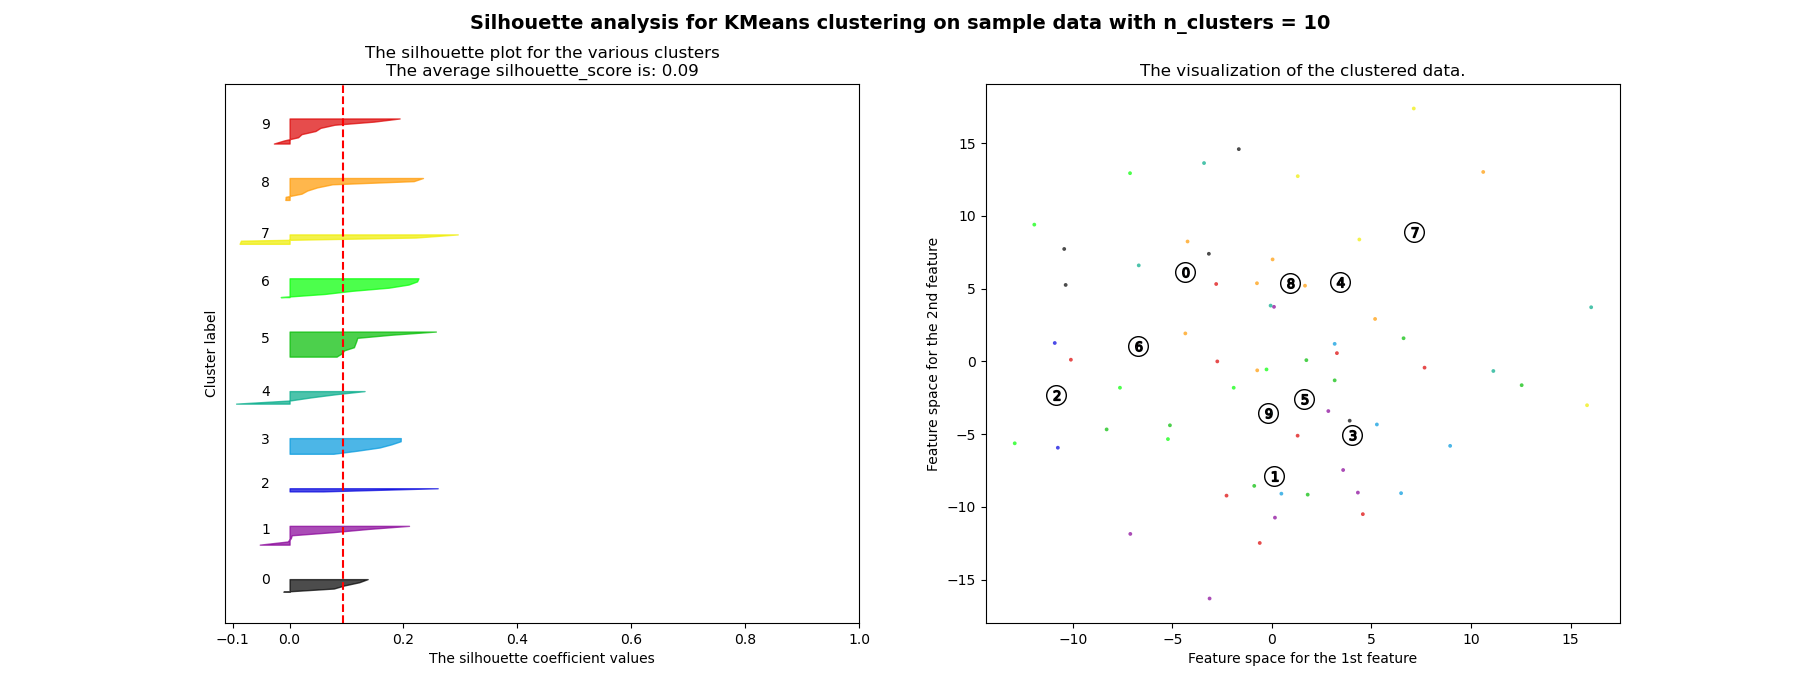 Silhouette analysis for KMeans clustering on sample data with n_clusters = 10
The silhouette plot for the various clusters
The average silhouette_score is: 0.09
9
8
7
6
5
4
3
2
1
0
Cluster label
−0.1 0.0 0.2 0.4 0.6 0.8 1.0
The silhouette coefficient values
The visualization of the clustered data.
15
10
5
0
−5
−10
−15
Feature space for the 2nd feature
7
0
8 4
6
2
5
9
3
1
−10 −5 0 5 10 15
Feature space for the 1st feature